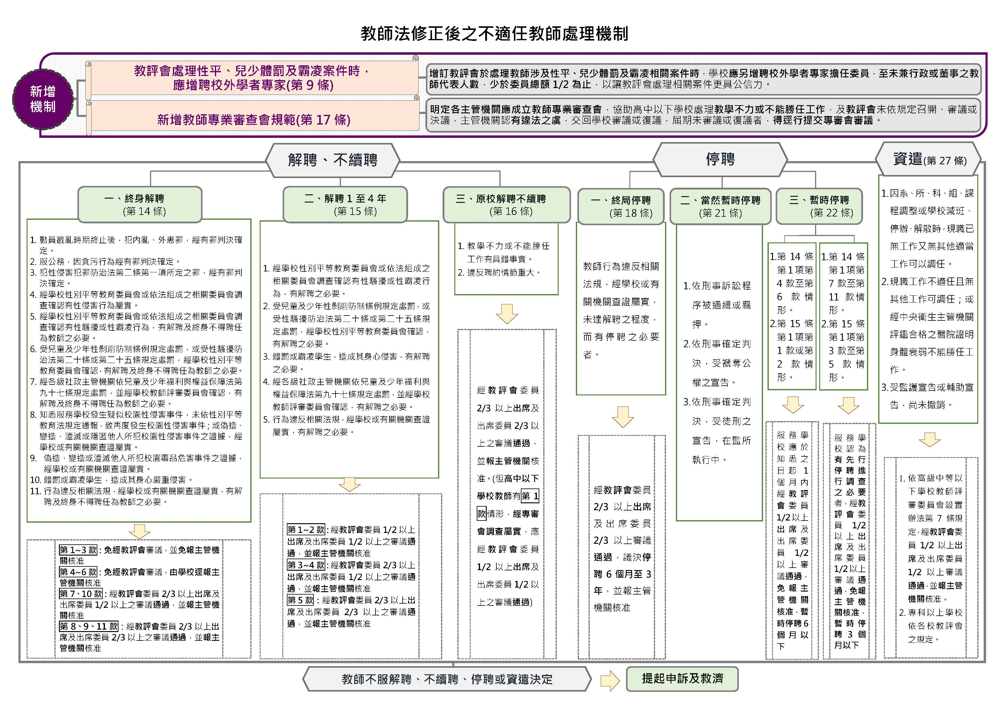 教師法修正後之不適任教師處理機制
新增
機制
教評會處理性平、兒少體罰及霸凌案件時，
應增聘校外學者專家(第 9 條)
增訂教評會於處理教師涉及性平、兒少體罰及霸凌相關案件時，學校應另增聘校外學者專家擔任委員，至未兼行政或董事之教
師代表人數，少於委員總額 1/2 為止，以讓教評會處理相關案件更具公信力。
新增教師專業審查會規範(第 17 條)
明定各主管機關應成立教師專業審查會，協助高中以下學校處理教學不力或不能勝任工作，及教評會未依規定召開、審議或
決議，主管機關認有違法之虞，交回學校審議或復議，屆期未審議或復議者，得逕行提交專審會審議。
解聘、不續聘
一、終身解聘
(第 14 條)
1. 動員戡亂時期終止後，犯內亂、外患罪，經有罪判決確
定。
2. 服公務，因貪污行為經有罪判決確定。
3. 犯性侵害犯罪防治法第二條第一項所定之罪，經有罪判
決確定。
4. 經學校性別平等教育委員會或依法組成之相關委員會調
查確認有性侵害行為屬實。
5. 經學校性別平等教育委員會或依法組成之相關委員會調
查確認有性騷擾或性霸凌行為，有解聘及終身不得聘任
為教師之必要。
6. 受兒童及少年性剝削防制條例規定處罰，或受性騷擾防
治法第二十條或第二十五條規定處罰，經學校性別平等
教育委員會確認，有解聘及終身不得聘任為教師之必要。
7. 經各級社政主管機關依兒童及少年福利與權益保障法第
九十七條規定處罰，並經學校教師評審委員會確認，有
解聘及終身不得聘任為教師之必要。
8. 知悉服務學校發生疑似校園性侵害事件，未依性別平等
教育法規定通報，致再度發生校園性侵害事件；或偽造、
變造、湮滅或隱匿他人所犯校園性侵害事件之證據，經
學校或有關機關查證屬實。
9. 偽造、變造或湮滅他人所犯校園毒品危害事件之證據，
經學校或有關機關查證屬實。
10. 體罰或霸凌學生，造成其身心嚴重侵害。
11. 行為違反相關法規，經學校或有關機關查證屬實，有解
聘及終身不得聘任為教師之必要。
第 1~3 款：免經教評會審議，並免報主管機
關核准
第 4~6 款：免經教評會審議，由學校逕報主
管機關核准
第 7、10 款：經教評會委員 2/3 以上出席及
出席委員 1/2 以上之審議通過，並報主管機
關核准
第 8、9、11 款：經教評會委員 2/3 以上出
席及出席委員 2/3 以上之審議通過，並報主
管機關核准
二、解聘 1 至 4 年
(第 15 條)
1. 經學校性別平等教育委員會或依法組成之
相關委員會調查確認有性騷擾或性霸凌行
為，有解聘之必要。
2. 受兒童及少年性剝削防制條例規定處罰，或
受性騷擾防治法第二十條或第二十五條規
定處罰，經學校性別平等教育委員會確認，
有解聘之必要。
3. 體罰或霸凌學生，造成其身心侵害，有解聘
之必要。
4. 經各級社政主管機關依兒童及少年福利與
權益保障法第九十七條規定處罰，並經學校
教師評審委員會確認，有解聘之必要。
5. 行為違反相關法規，經學校或有關機關查證
屬實，有解聘之必要。
第 1~2 款：經教評會委員 1/2 以上
出席及出席委員 1/2 以上之審議通
過，並報主管機關核准
第 3~4 款：經教評會委員 2/3 以上
出席及出席委員 1/2 以上之審議通
過，並報主管機關核准
第 5 款：經教評會委員 2/3 以上出
席及出席委員 2/3 以上之審議通
過，並報主管機關核准
三、原校解聘不續聘
(第 16 條)
1. 教學不力或不能勝任
工作有具體事實。
2. 違反聘約情節重大。
經教評會委員
2/3 以上出席及
出席委員 2/3 以
上之審議通過，
並報主管機關核
准。(但高中以下
學校教師有第 1
款情形，經專審
會調查屬實，應
經教評會委員
1/2 以上出席及
出席委員 1/2 以
上之審議通過)
停聘
一、終局停聘
(第 18 條)
教師行為違反相關
法規，經學校或有
關機關查證屬實，
未達解聘之程度，
而有停聘之必要
者。
經教評會委員
2/3 以上出席
及出席委員
2/3 以上審議
通過，議決停
聘 6 個月至 3
年，並報主管
機關核准
二、當然暫時停聘
(第 21 條)
1.依刑事訴訟程
序被通緝或羈
押。
2.依刑事確定判
決，受褫奪公
權之宣告。
3.依刑事確定判
決，受徒刑之
宣告，在監所
執行中。
三、暫時停聘
(第 22 條)
1.第 14 條
第 1 項第
4 款至第
6 款情
形。
2.第 15 條
第 1 項第
1 款或第
2 款情
形。
服務學
校應於
知悉之
日起 1
個月內
經教評
會委員
1/2 以上
出席及
出席委
員 1/2
以上審
議通過，
免報主
管機關
核准，暫
時停聘 6
個月以
下
1.第 14 條
第 1 項第
7 款至第
11 款情
形。
2.第 15 條
第 1 項第
3 款至第
5 款情
形。
服務學
校認為
有先行
停聘進
行調查
之必要
者，經教
評會委
員 1/2
以上出
席及出
席委員
1/2 以上
審議通
過，免報
主管機
關核准，
暫時停
聘 3 個
月以下
資遣(第 27 條)
1.因系、所、科、組、課
程調整或學校減班、
停辦、解散時，現職已
無工作又無其他適當
工作可以調任。
2.現職工作不適任且無
其他工作可調任；或
經中央衛生主管機關
評鑑合格之醫院證明
身體衰弱不能勝任工
作。
3.受監護宣告或輔助宣
告，尚未撤銷。
1. 依高級中等以
下學校教師評
審委員會設置
辦法第 7 條規
定，經教評會委
員 1/2 以上出
席及出席委員
1/2 以上審議
通過，並報主管
機關核准。
2. 專科以上學校
依各校教評會
之規定。
教師不服解聘、不續聘、停聘或資遣決定
提起申訴及救濟